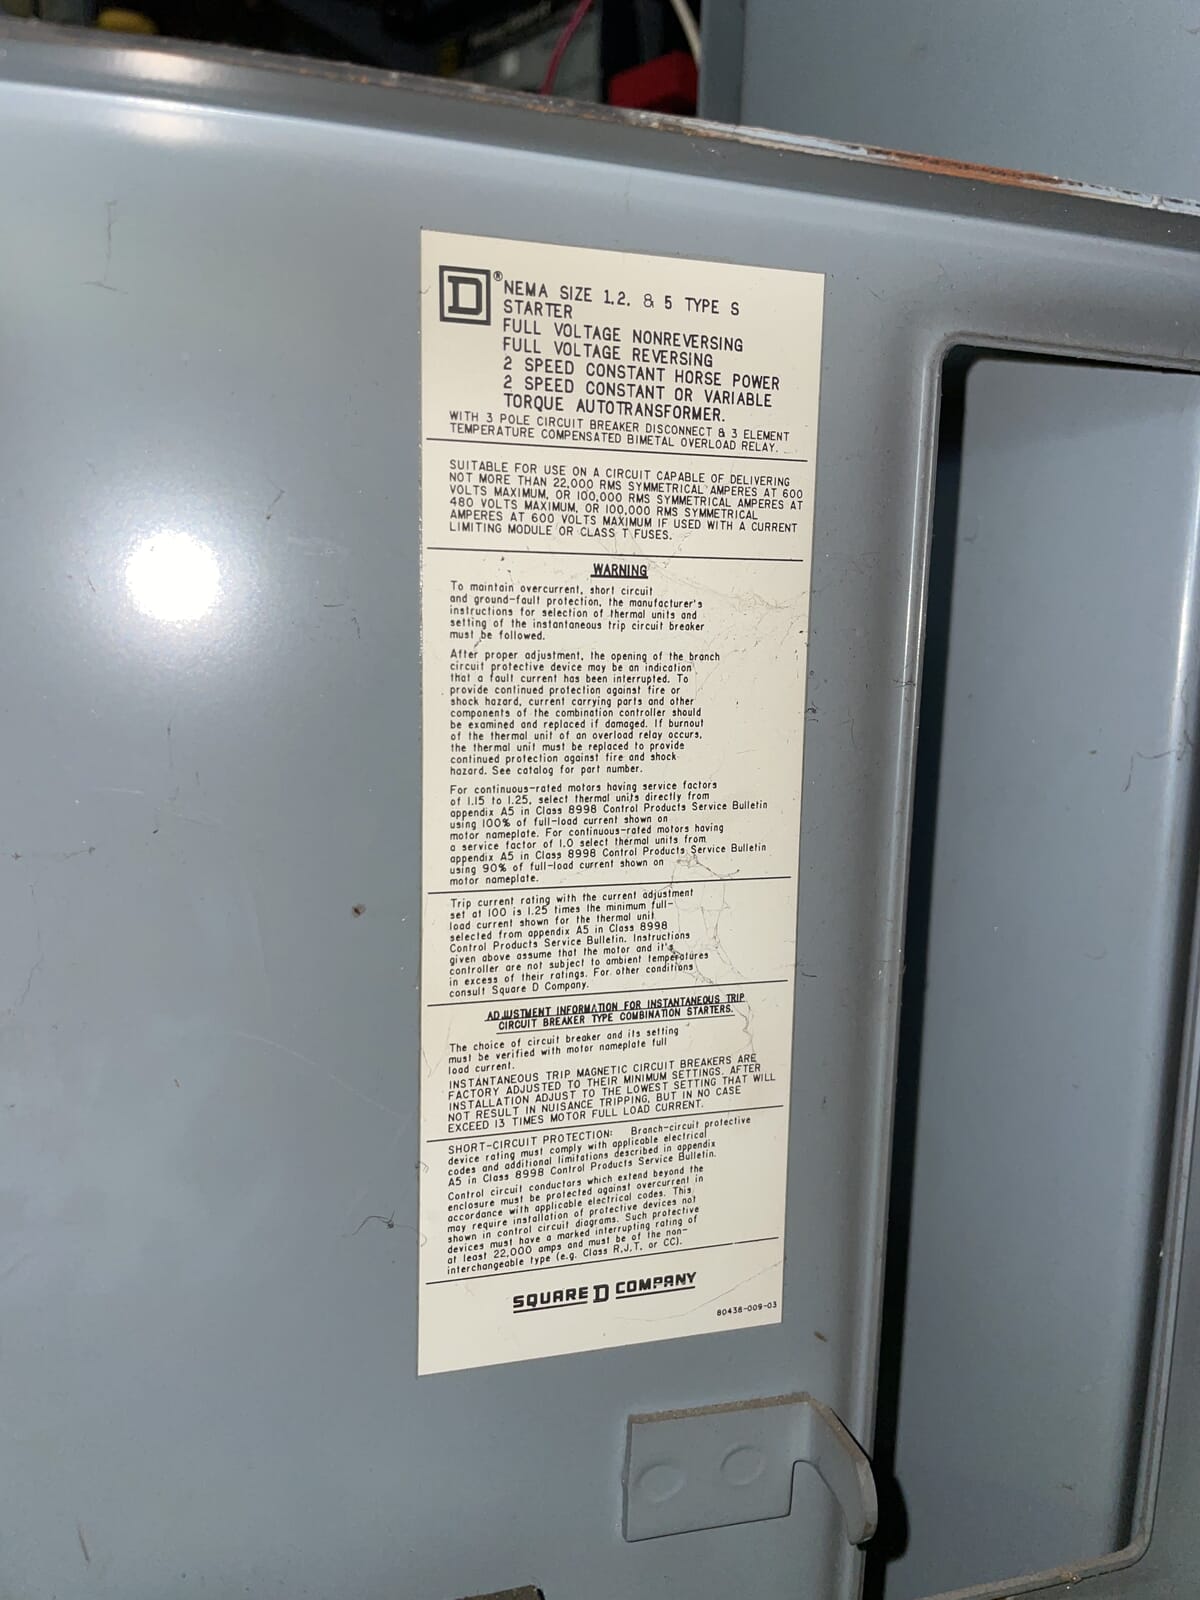 D®
NEMA SIZE 1,2, & 5 TYPE S
STARTER
FULL VOLTAGE NONREVERSING
FULL VOLTAGE REVERSING
2 SPEED CONSTANT HORSE POWER
2 SPEED CONSTANT OR VARIABLE
TORQUE AUTOTRANSFORMER.
WITH 3 POLE CIRCUIT BREAKER DISCONNECT & 3 ELEMENT
TEMPERATURE COMPENSATED BIMETAL OVERLOAD RELAY.
SUITABLE FOR USE ON A CIRCUIT CAPABLE OF DELIVERING
NOT MORE THAN 22,000 RMS SYMMETRICAL AMPERES AT 600
VOLTS MAXIMUM, OR 100,000 RMS SYMMETRICAL AMPERES AT
480 VOLTS MAXIMUM, OR 100,000 RMS SYMMETRICAL
AMPERES AT 600 VOLTS MAXIMUM IF USED WITH A CURRENT
LIMITING MODULE OR CLASS T FUSES.
WARNING
To maintain overcurrent, short circuit
and ground-fault protection, the manufacturer's
instructions for selection of thermal units and
setting of the instantaneous trip circuit breaker
must be followed.
After proper adjustment, the opening of the branch
circuit protective device may be an indication
that a fault current has been interrupted. To
provide continued protection against fire or
shock hazard, current carrying parts and other
components of the combination controller should
be examined and replaced if damaged. If burnout
of the thermal unit of an overload relay occurs,
the thermal unit must be replaced to provide
continued protection against fire and shock
hazard. See catalog for part number.
For continuous-rated motors having service factors
of 1.15 to 1.25, select thermal units directly from
appendix A5 in Class 8998 Control Products Service Bulletin
using 100% of full-load current shown on
motor nameplate. For continuous-rated motors having
a service factor of 1.0 select thermal units from
appendix A5 in Class 8998 Control Products Service Bulletin
using 90% of full-load current shown on
motor nameplate.
Trip current rating with the current adjustment
set at 100 is 1.25 times the minimum full-
load current shown for the thermal unit
selected from appendix A5 in Class 8998
Control Products Service Bulletin. Instructions
given above assume that the motor and it's
controller are not subject to ambient temperatures
in excess of their ratings. For other conditions
consult Square D Company.
ADJUSTMENT INFORMATION FOR INSTANTANEOUS TRIP
CIRCUIT BREAKER TYPE COMBINATION STARTERS.
The choice of circuit breaker and its setting
must be verified with motor nameplate full
load current.
INSTANTANEOUS TRIP MAGNETIC CIRCUIT BREAKERS ARE
FACTORY ADJUSTED TO THEIR MINIMUM SETTINGS. AFTER
INSTALLATION ADJUST TO THE LOWEST SETTING THAT WILL
NOT RESULT IN NUISANCE TRIPPING, BUT IN NO CASE
EXCEED 13 TIMES MOTOR FULL LOAD CURRENT.
SHORT-CIRCUIT PROTECTION: Branch-circuit protective
device rating must comply with applicable electrical
codes and additional limitations described in appendix
A5 in Class 8998 Control Products Service Bulletin.
Control circuit conductors which extend beyond the
enclosure must be protected against overcurrent in
accordance with applicable electrical codes. This
may require installation of protective devices not
shown in control circuit diagrams. Such protective
devices must have a marked interrupting rating of
at least 22,000 amps and must be of the non-
interchangeable type (e.g. Class R,J,T, or CC).
SQUARE D COMPANY
80438-009-03